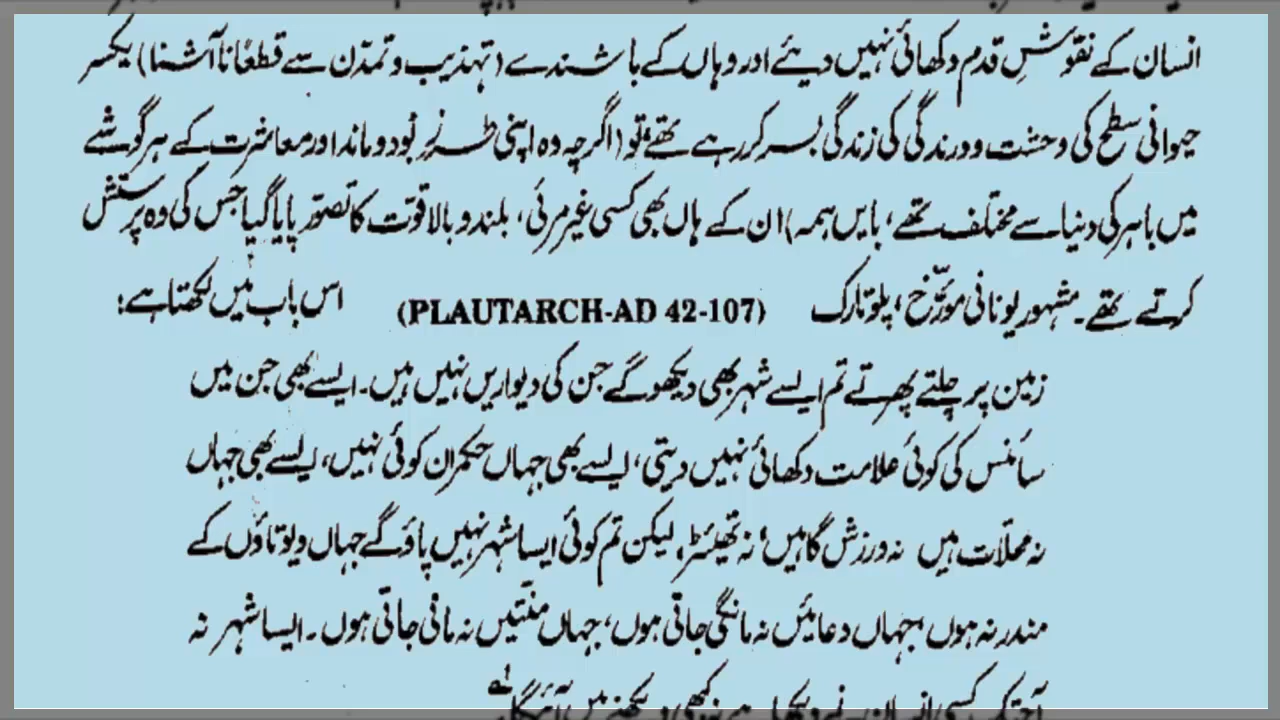 انسان کے نقوشِ قدم دکھائی نہیں دیئے اور وہاں کے باشندے (تہذیب و تمدّن سے قطعًا ناآشنا) یکسر
حیوانی سطح کی وحشت و درندگی کی زندگی بسر کر رہے تھے، تو (اگرچہ وہ اپنی طرزِ بود و ماند اور معاشرت کے ہر گوشے
میں باہر کی دنیا سے مختلف تھے، بایں ہمہ) ان کے ہاں بھی کسی غیر مرئی، بلند و بالا قوّت کا تصوّر پایا گیا جس کی وہ پرستش
کرتے تھے۔ مشہور یونانی مؤرّخ، پلوتارک (PLAUTARCH-AD 42-107) اس باب میں لکھتا ہے:
زمین پر چلتے پھرتے تم ایسے شہر بھی دیکھو گے جن کی دیواریں نہیں ہیں۔ ایسے بھی جن میں
سائنس کی کوئی علامت دکھائی نہیں دیتی، ایسے بھی جہاں حکمران کوئی نہیں، ایسے بھی جہاں
نہ محلات ہیں نہ ورزش گاہیں، نہ تھیٹر، لیکن تم کوئی ایسا شہر نہیں پاؤ گے جہاں دیوتاؤں کے
مندر نہ ہوں، جہاں دعائیں نہ مانگی جاتی ہوں، جہاں منّتیں نہ مانی جاتی ہوں۔ ایسا شہر نہ